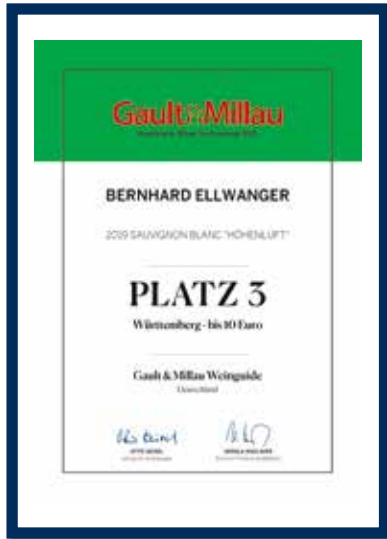 Gault&Millau
BERNHARD ELLWANGER
2019 SAUVIGNON BLANC "HÖHENLUFT"
PLATZ 3
Württemberg - bis 10 Euro
Gault & Millau Weinguide
Deutschland